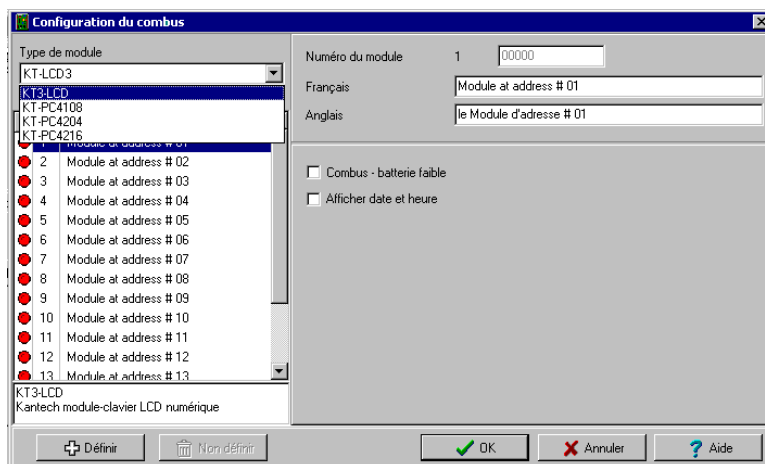 Configuration du combus
Type de module
KT-LCD3
KT3-LCD
KT-PC4108
KT-PC4204
KT-PC4216
1 Module at address # 01
2 Module at address # 02
3 Module at address # 03
4 Module at address # 04
5 Module at address # 05
6 Module at address # 06
7 Module at address # 07
8 Module at address # 08
9 Module at address # 09
10 Module at address # 10
11 Module at address # 11
12 Module at address # 12
13 Module at address # 13
KT3-LCD
Kantech module-clavier LCD numérique
Numéro du module 1 00000
Français Module at address # 01
Anglais le Module d'adresse # 01
Combus - batterie faible
Afficher date et heure
Définir Non définir OK Annuler Aide